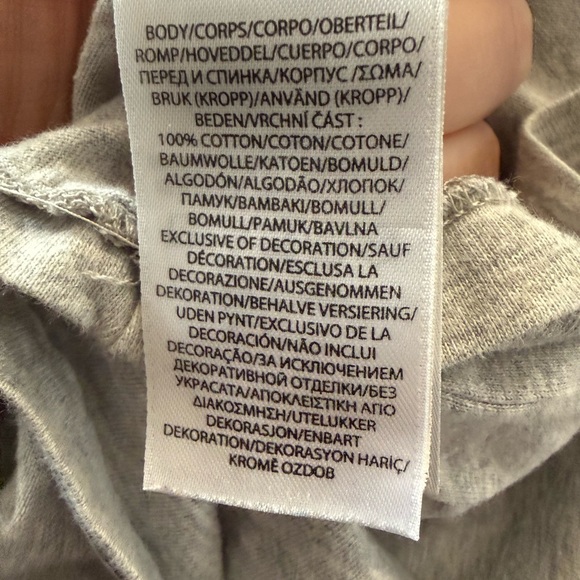 BODY/CORPS/CORPO/OBERTEIL/
ROMP/HOVEDDEL/CUERPO/CORPO/
ПЕРЕД И СПИНКА/КОРПУС /ΣΩΜΑ/
BRUK (KROPP)/ANVÄND (KROPP)/
BEDEN/VRCHNÍ ČÁST :
100% COTTON/COTON/COTONE/
BAUMWOLLE/KATOEN/BOMULD/
ALGODÓN/ALGODÃO/ХЛОПОК/
ПАМУК/ΒΑΜΒΑΚΙ/BOMULL/
BOMULL/PAMUK/BAVLNA
EXCLUSIVE OF DECORATION/SAUF
DÉCORATION/ESCLUSA LA
DECORAZIONE/AUSGENOMMEN
DEKORATION/BEHALVE VERSIERING/
UDEN PYNT/EXCLUSIVO DE LA
DECORACIÓN/NÃO INCLUI
DECORAÇÃO/ЗА ИСКЛЮЧЕНИЕМ
ДЕКОРАТИВНОЙ ОТДЕЛКИ/БЕЗ
УКРАСАТА/ΑΠΟΚΛΕΙΣΤΙΚΗ ΑΠΟ
ΔΙΑΚΟΣΜΗΣΗ/UTELUKKER
DEKORASJON/ENBART
DEKORATION/DEKORASYON HARIÇ/
KROMĚ OZDOB